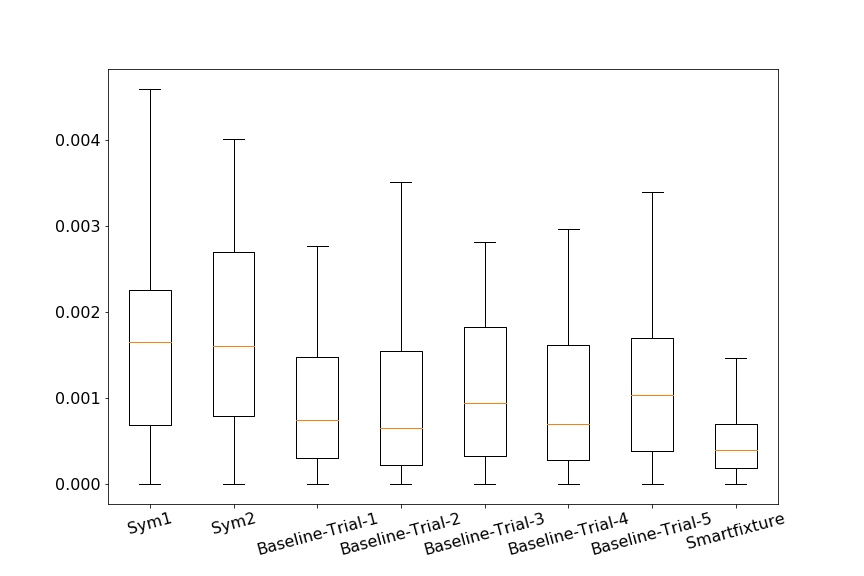 0.004
0.003
0.002
0.001
0.000
Sym1
Sym2
Baseline-Trial-1
Baseline-Trial-2
Baseline-Trial-3
Baseline-Trial-4
Baseline-Trial-5
Smartfixture